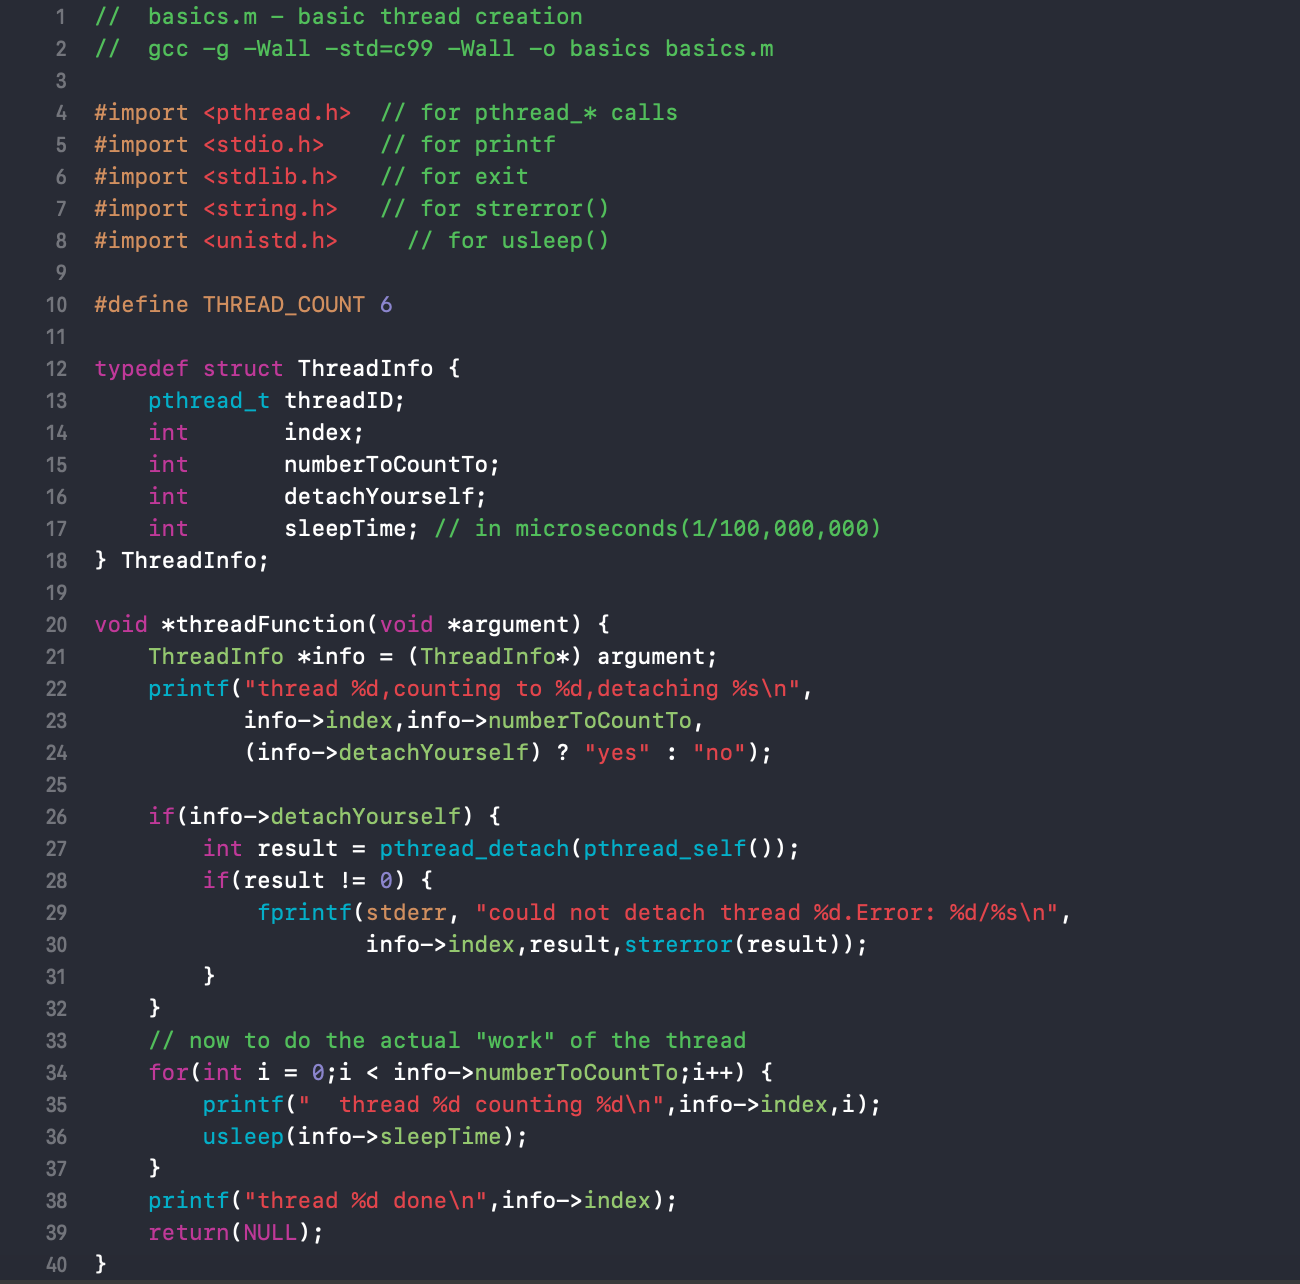 1 //  basics.m - basic thread creation
2 //  gcc -g -Wall -std=c99 -Wall -o basics basics.m
3
4 #import <pthread.h>  // for pthread_* calls
5 #import <stdio.h>    // for printf
6 #import <stdlib.h>   // for exit
7 #import <string.h>   // for strerror()
8 #import <unistd.h>     // for usleep()
9
10 #define THREAD_COUNT 6
11
12 typedef struct ThreadInfo {
13     pthread_t threadID;
14     int       index;
15     int       numberToCountTo;
16     int       detachYourself;
17     int       sleepTime; // in microseconds(1/100,000,000)
18 } ThreadInfo;
19
20 void *threadFunction(void *argument) {
21     ThreadInfo *info = (ThreadInfo*) argument;
22     printf("thread %d,counting to %d,detaching %s\n",
23            info->index,info->numberToCountTo,
24            (info->detachYourself) ? "yes" : "no");
25
26     if(info->detachYourself) {
27         int result = pthread_detach(pthread_self());
28         if(result != 0) {
29             fprintf(stderr, "could not detach thread %d.Error: %d/%s\n",
30                     info->index,result,strerror(result));
31         }
32     }
33     // now to do the actual "work" of the thread
34     for(int i = 0;i < info->numberToCountTo;i++) {
35         printf("  thread %d counting %d\n",info->index,i);
36         usleep(info->sleepTime);
37     }
38     printf("thread %d done\n",info->index);
39     return(NULL);
40 }